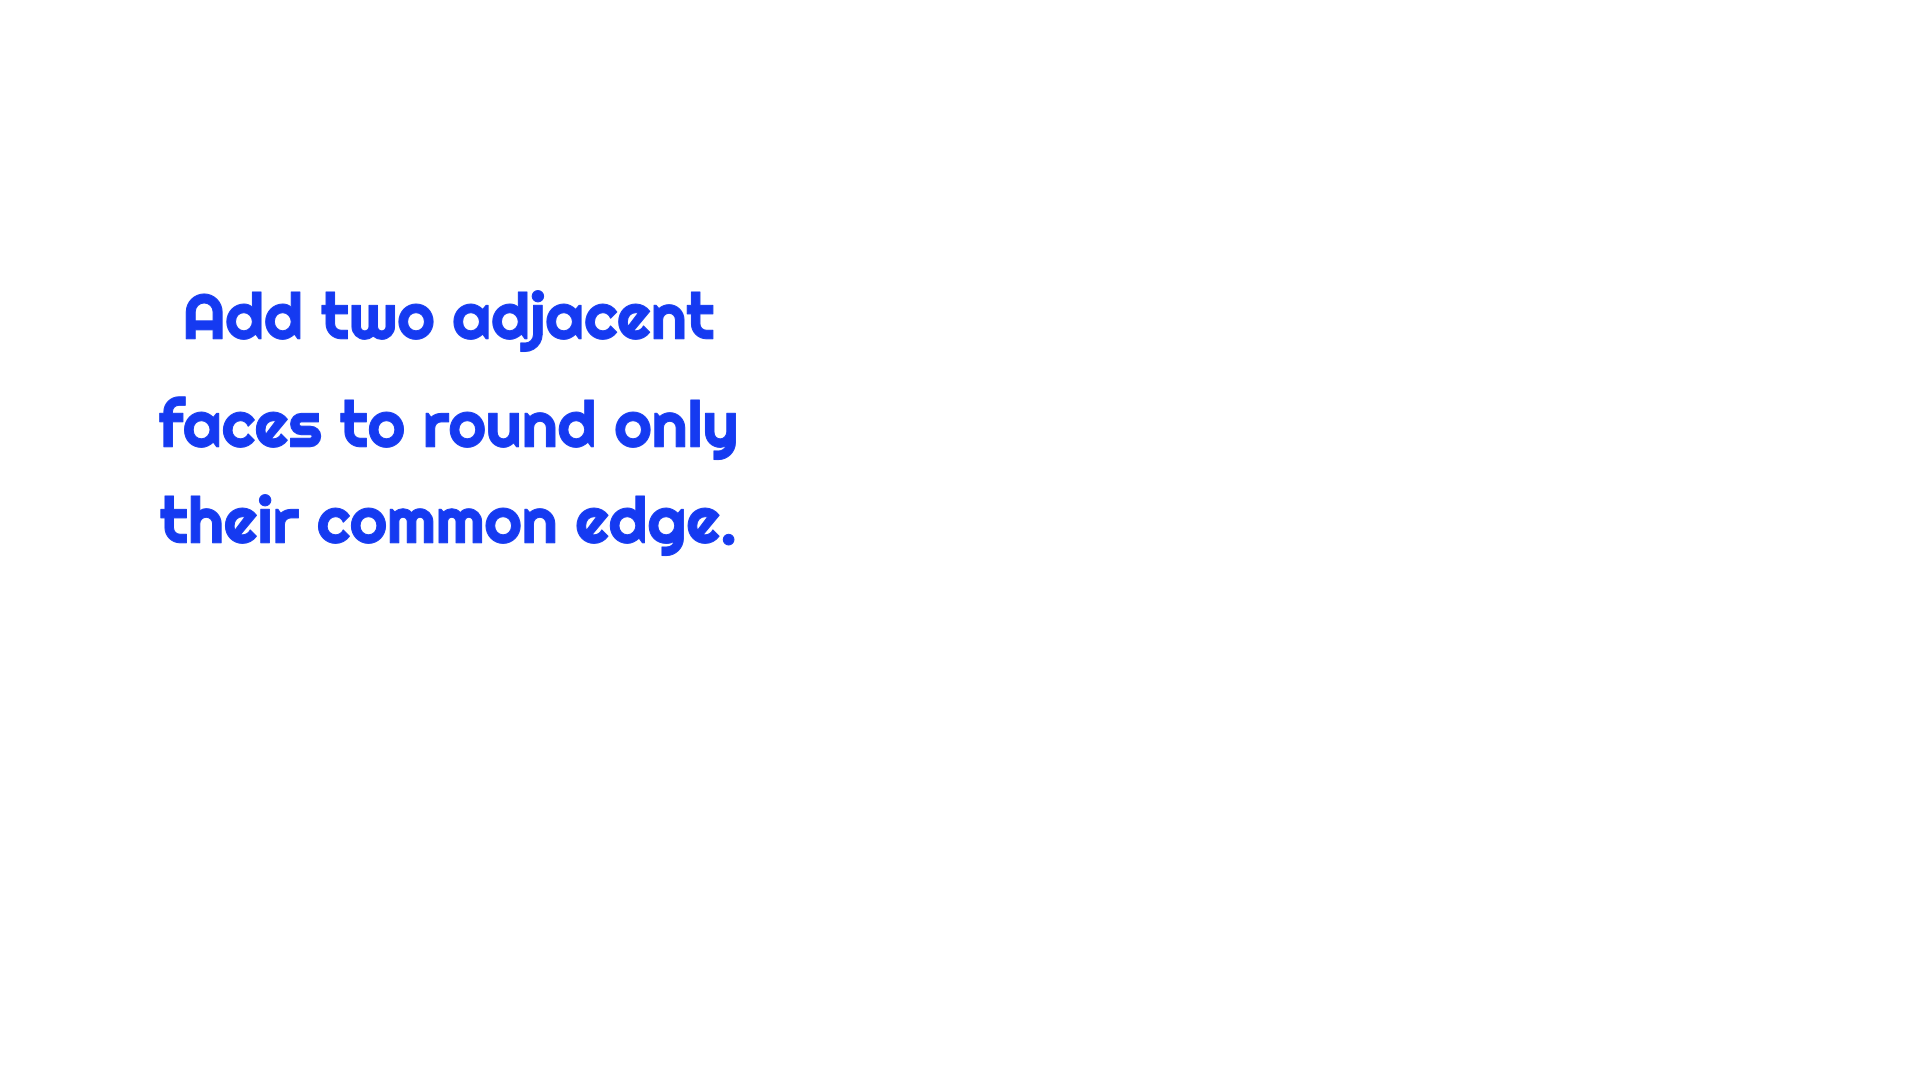 Add two adjacent
faces to round only
their common edge.